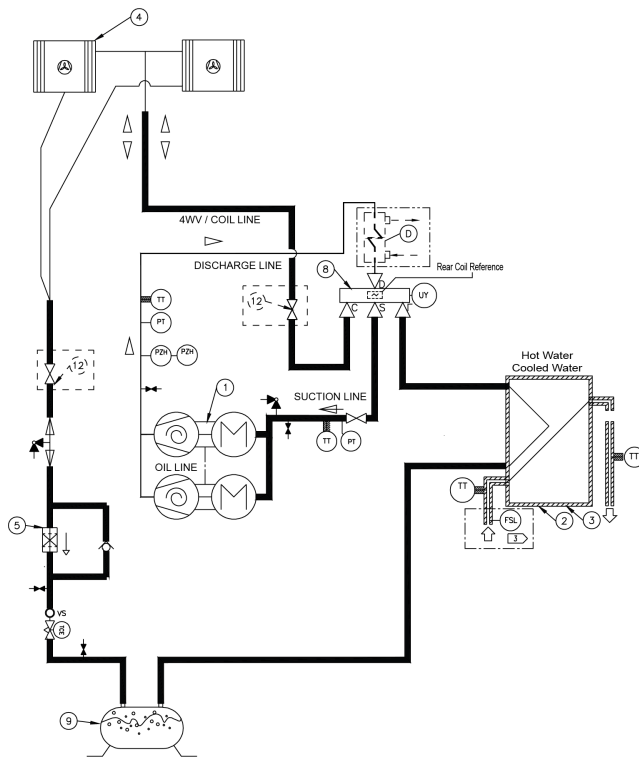 4
4WV / COIL LINE
DISCHARGE LINE
D
Rear Coil Reference
8
D
UY
12
C
S
TT
PT
PZH
PZH
12
1
SUCTION LINE
TT
PT
OIL LINE
Hot Water
Cooled Water
TT
TT
FSL
2
3
3
5
VS
TCE
9